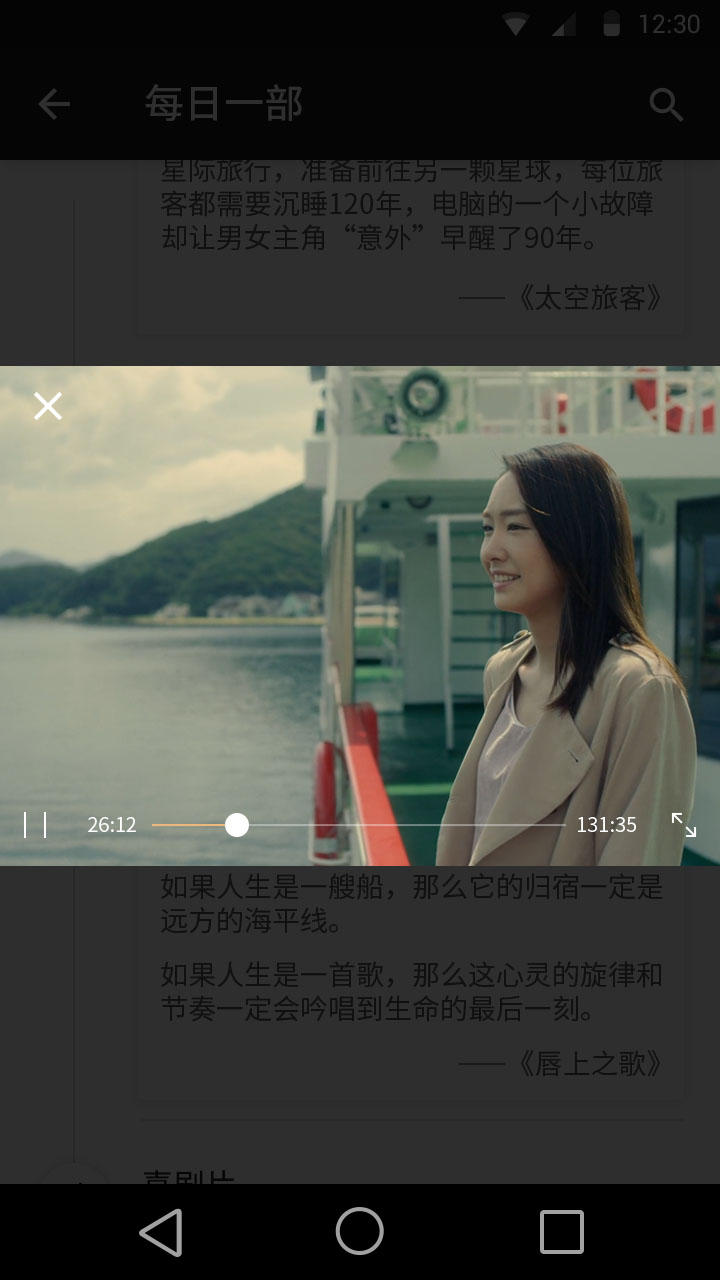 12:30
每日一部
星际旅行，准备前往另一颗星球，每位旅
客都需要沉睡120年，电脑的一个小故障
却让男女主角“意外”早醒了90年。
——《太空旅客》
26:12
131:35
如果人生是一艘船，那么它的归宿一定是
远方的海平线。
如果人生是一首歌，那么这心灵的旋律和
节奏一定会吟唱到生命的最后一刻。
——《唇上之歌》
喜剧片